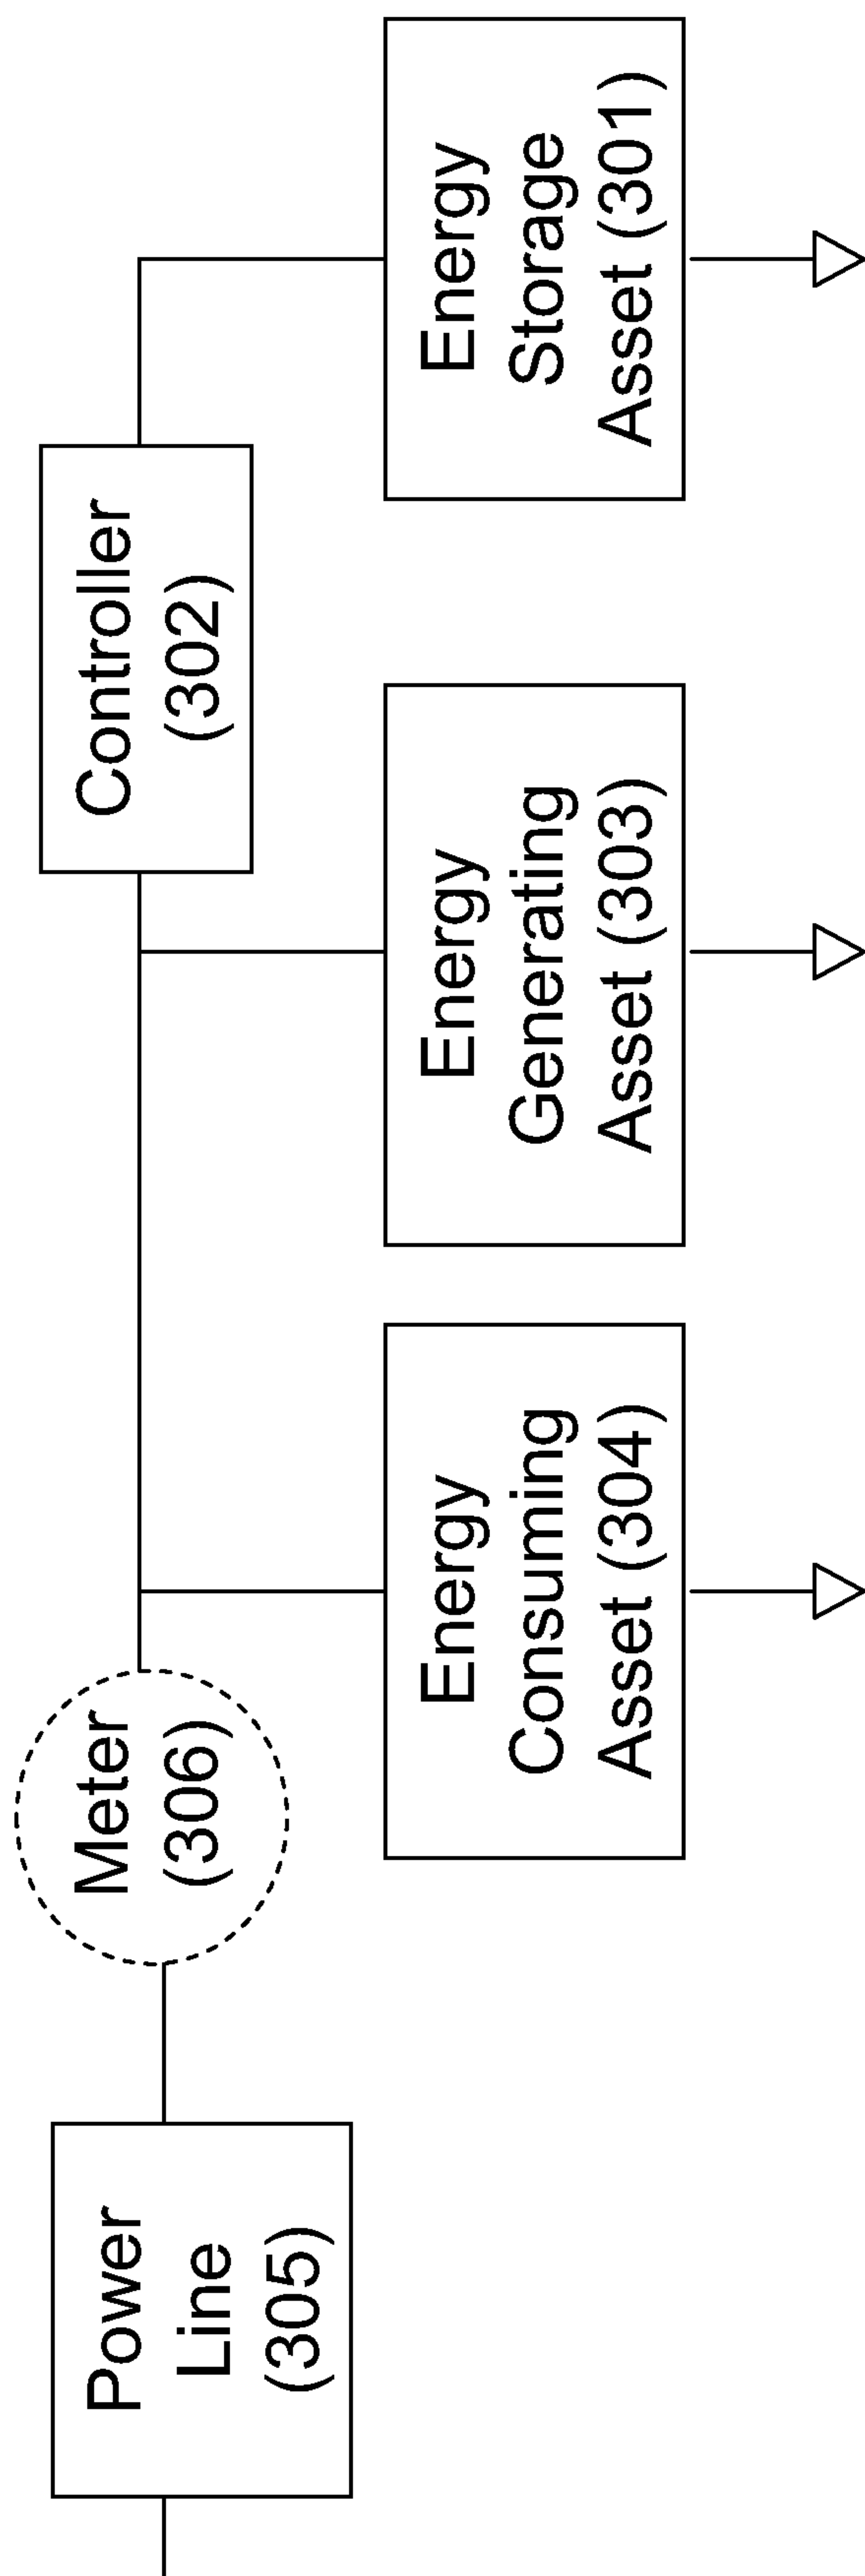 Power
Line
(305)
Meter
(306)
Controller
(302)
Energy
Consuming
Asset (304)
Energy
Generating
Asset (303)
Energy
Storage
Asset (301)